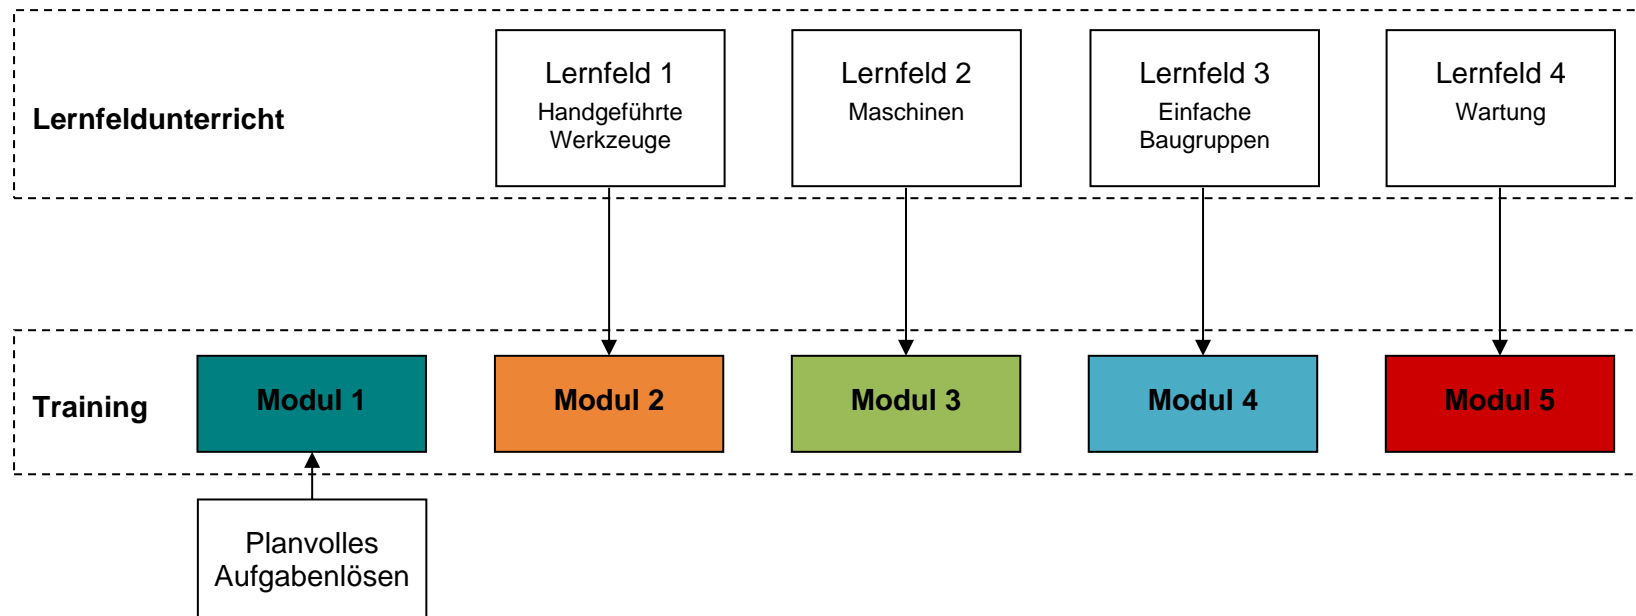 Lernfeldunterricht
Lernfeld 1
Handgeführte
Werkzeuge
Lernfeld 2
Maschinen
Lernfeld 3
Einfache
Baugruppen
Lernfeld 4
Wartung
Training
Modul 1
Modul 2
Modul 3
Modul 4
Modul 5
Planvolles
Aufgabenlösen